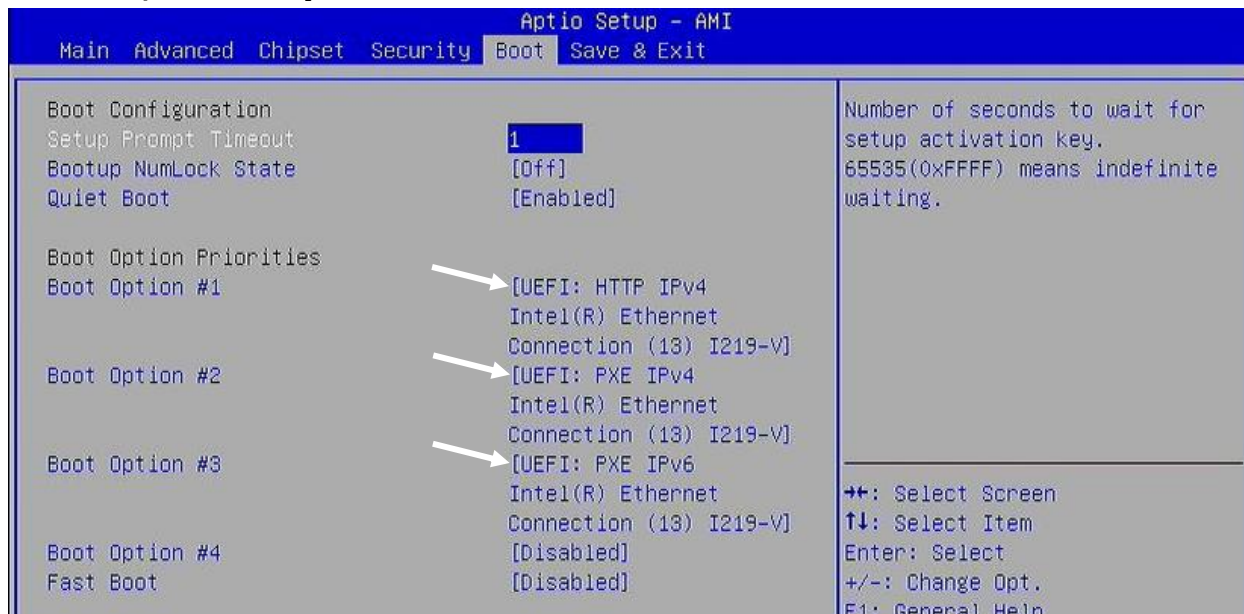 Aptio Setup – AMI
Main Advanced Chipset Security Boot Save & Exit
Boot Configuration
Setup Prompt Timeout 1
Bootup NumLock State [Off]
Quiet Boot [Enabled]
Boot Option Priorities
Boot Option #1 [UEFI: HTTP IPv4
Intel(R) Ethernet
Connection (13) I219-V]
Boot Option #2 [UEFI: PXE IPv4
Intel(R) Ethernet
Connection (13) I219-V]
Boot Option #3 [UEFI: PXE IPv6
Intel(R) Ethernet
Connection (13) I219-V]
Boot Option #4 [Disabled]
Fast Boot [Disabled]
Number of seconds to wait for
setup activation key.
65535(0xFFFF) means indefinite
waiting.
→←: Select Screen
↑↓: Select Item
Enter: Select
+/-: Change Opt.
F1: General Help